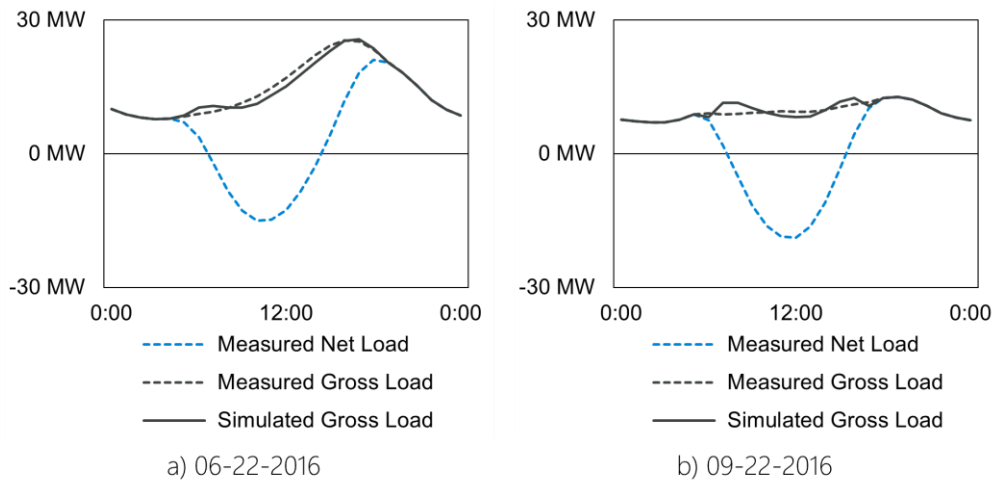 30 MW
0 MW
-30 MW
0:00 12:00 0:00
Measured Net Load
Measured Gross Load
Simulated Gross Load
a) 06-22-2016
30 MW
0 MW
-30 MW
0:00 12:00 0:00
Measured Net Load
Measured Gross Load
Simulated Gross Load
b) 09-22-2016